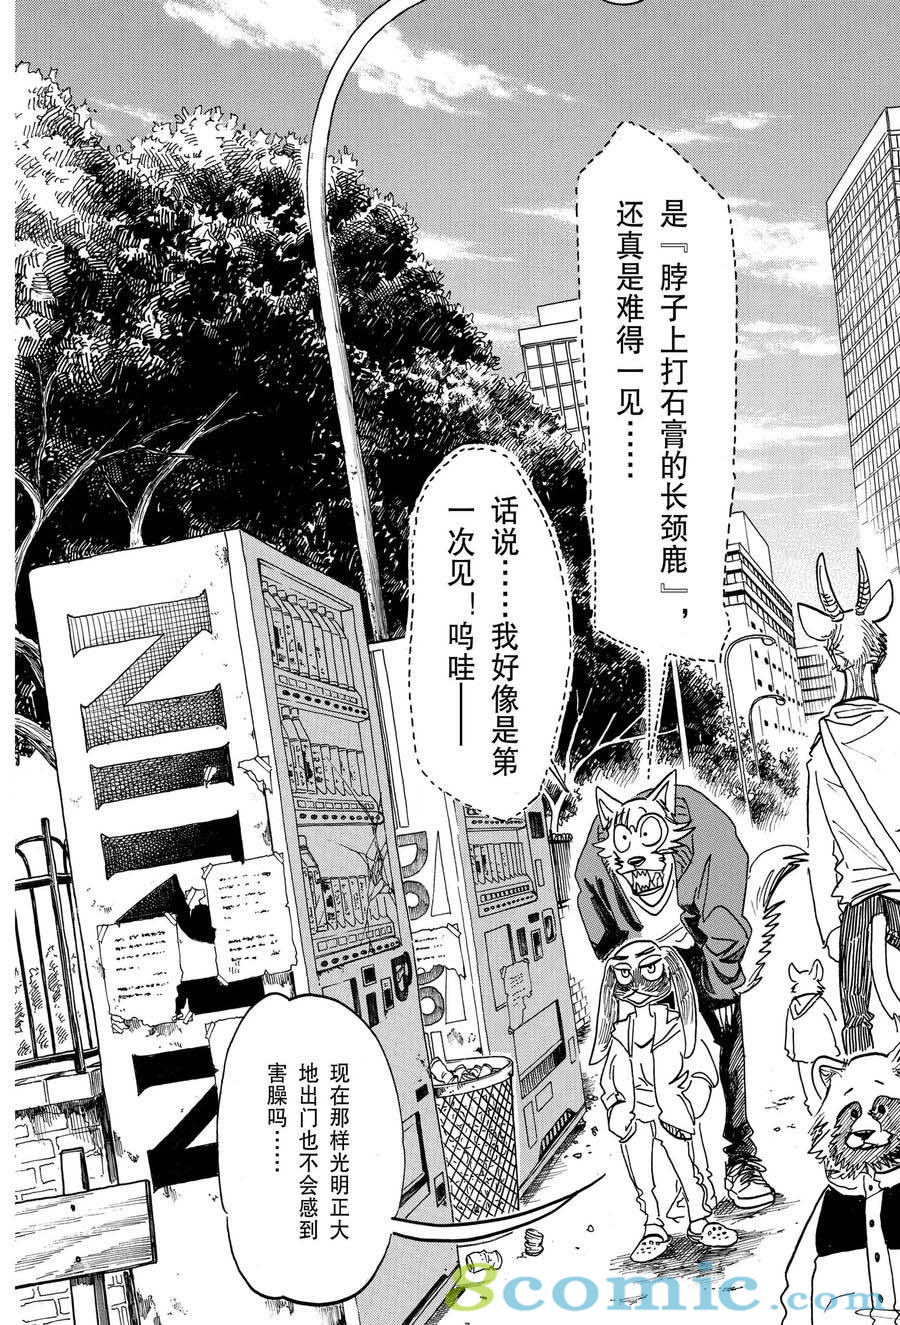 是『脖子上打石膏的长颈鹿』，
还真是难得一见……
话说……我好像是第
一次见！呜哇——
现在那样光明正大
地出门也不会感到
害臊吗……
8comic.com